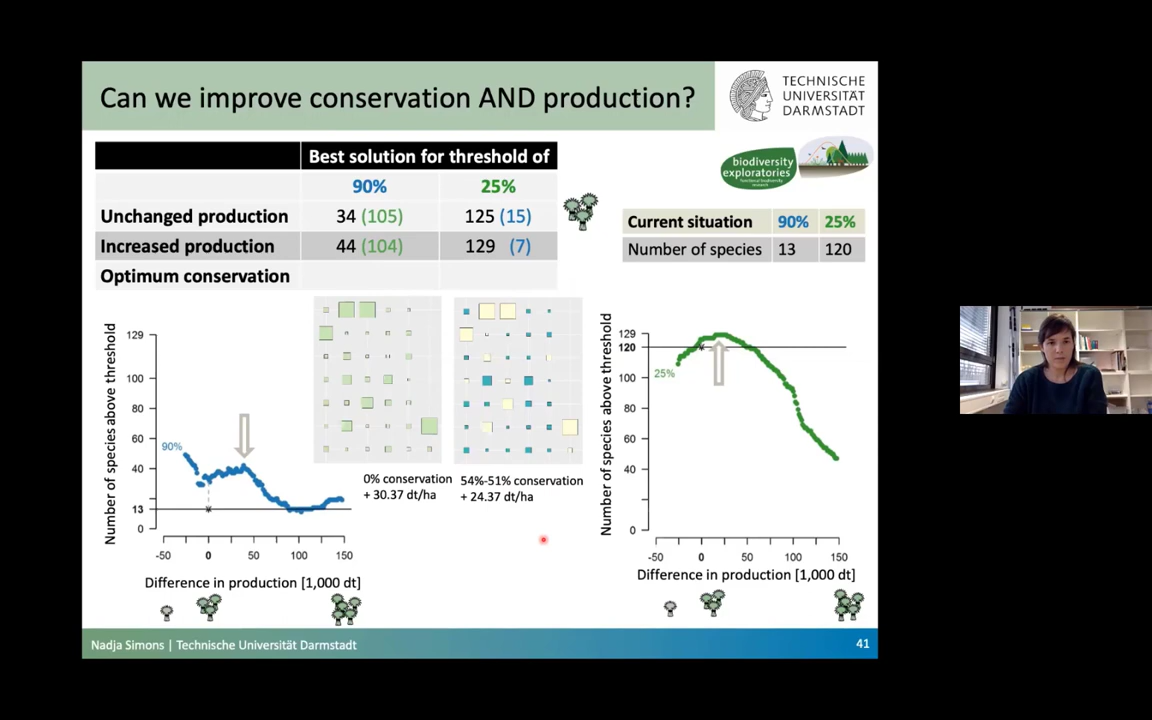 Can we improve conservation AND production?
TECHNISCHE
UNIVERSITÄT
DARMSTADT
biodiversity
exploratories
Best solution for threshold of
90% 25%
Unchanged production 34 (105) 125 (15)
Increased production 44 (104) 129 (7)
Optimum conservation
Current situation 90% 25%
Number of species 13 120
Number of species above threshold
129
100
80
60
40
13
0
90%
-50 0 50 100 150
Difference in production [1,000 dt]
0% conservation
+ 30.37 dt/ha
54%-51% conservation
+ 24.37 dt/ha
Number of species above threshold
129
120
100
80
60
40
0
25%
-50 0 50 100 150
Difference in production [1,000 dt]
Nadja Simons | Technische Universität Darmstadt
41